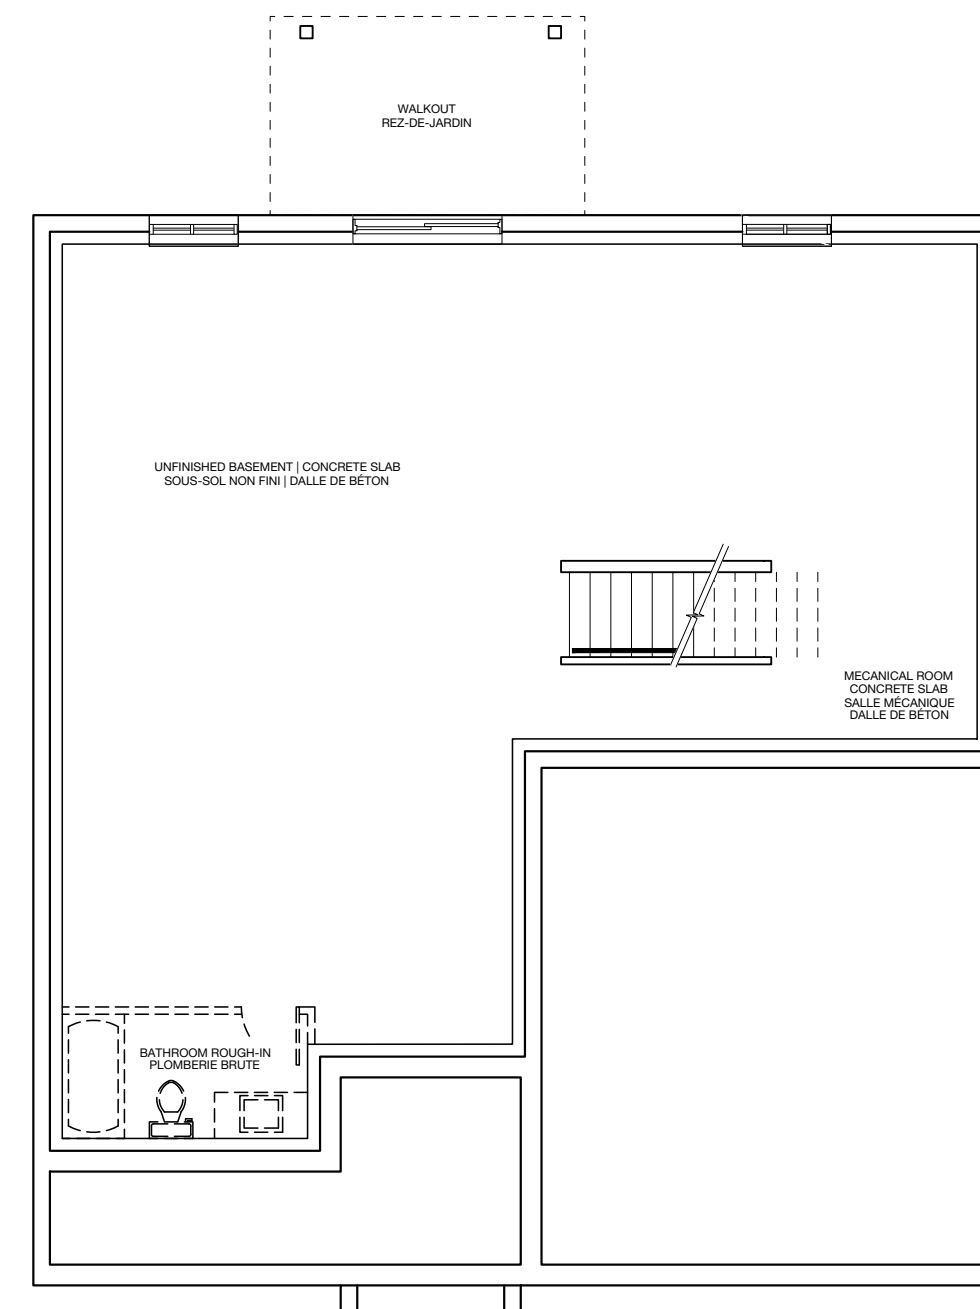 WALKOUT
REZ-DE-JARDIN
UNFINISHED BASEMENT | CONCRETE SLAB
SOUS-SOL NON FINI | DALLE DE BÉTON
MECANICAL ROOM
CONCRETE SLAB
SALLE MÉCANIQUE
DALLE DE BÉTON
BATHROOM ROUGH-IN
PLOMBERIE BRUTE